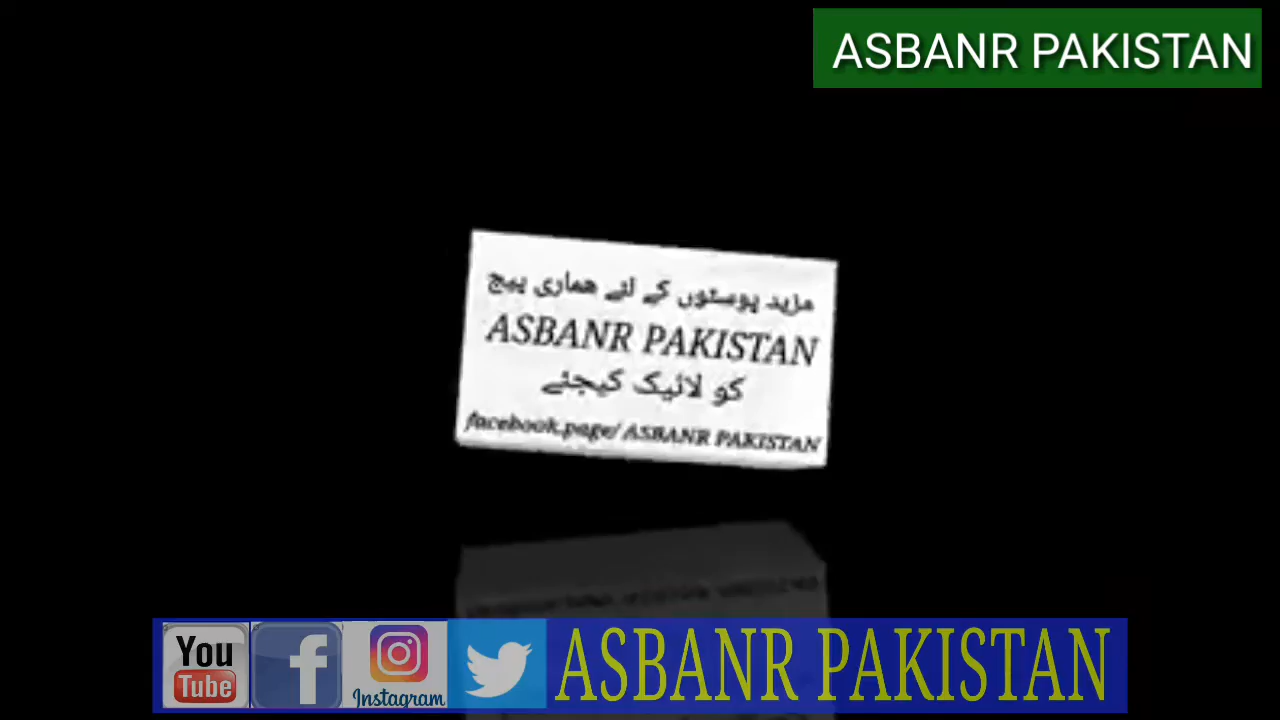 ASBANR PAKISTAN
مزید پوسٹوں کے لئے ھماری پیج
ASBANR PAKISTAN
کو لائیک کیجئے
facebook.page/ ASBANR PAKISTAN
You Tube f Instagram ASBANR PAKISTAN